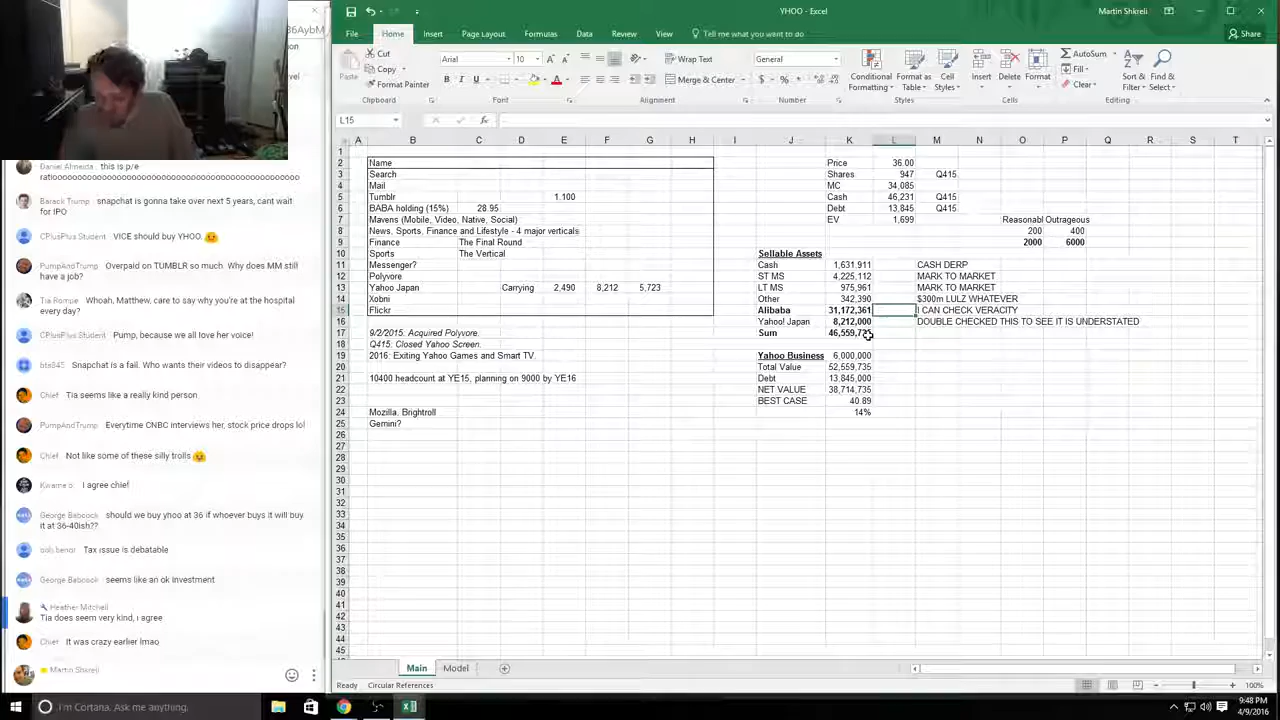 YHOO - Excel
Martin Shkreli
File Home Insert Page Layout Formulas Data Review View Tell me what you want to do
Share
Paste
Cut
Copy
Format Painter
Arial 10
Wrap Text
Merge & Center
General
Conditional Formatting
Format as Table
Cell Styles
Insert Delete Format
AutoSum
Fill
Clear
Sort & Filter
Find & Select
Clipboard Font Alignment Number Styles Cells Editing
L15
A B C D E F G H I J K L M N O P Q R S T
Name
Search
Mail
Tumblr 1.100
BABA holding (15%) 28.95
Mavens (Mobile, Video, Native, Social)
News, Sports, Finance and Lifestyle - 4 major verticals
Finance The Final Round
Sports The Vertical
Messenger?
Polyvore
Yahoo Japan Carrying 2,490 8,212 5,723
Xobni
Flickr
9/2/2015: Acquired Polyvore.
Q415: Closed Yahoo Screen.
2016: Exiting Yahoo Games and Smart TV.
10400 headcount at YE15, planning on 9000 by YE16
Mozilla, Brightroll
Gemini?
Price 36.00
Shares 947 Q415
MC 34,085
Cash 46,231 Q415
Debt 13,845 Q415
EV 1,699
Reasonabl Outrageous
200 400
2000 6000
Sellable Assets
Cash 1,631,911 CASH DERP
ST MS 4,225,112 MARK TO MARKET
LT MS 975,961 MARK TO MARKET
Other 342,390 $300m LULZ WHATEVER
Alibaba 31,172,361 I CAN CHECK VERACITY
Yahoo! Japan 8,212,000 DOUBLE CHECKED THIS TO SEE IT IS UNDERSTATED
Sum
Yahoo Business 6,000,000
Total Value 52,559,735
Debt 13,845,000
NET VALUE 38,714,735
BEST CASE 40.89
14%
Main Model
Ready Circular References
100%
36AybM
Daniel Almeida this is p/e
ratioooooooooooooooooooooooooooooooooooooooooooooo
Barack Trump snapchat is gonna take over next 5 years, cant wait
for IPO
CPlusPlus Student VICE should buy YHOO.
PumpAndTrump Overpaid on TUMBLR so much. Why does MM still
have a job?
Tia Romue Whoah, Matthew, care to say why you're at the hospital
every day?
CPlusPlus Student Pump, because we all love her voice!
bts845 Snapchat is a fail. Who wants their videos to disappear?
Chief Tia seems like a really kind person
PumpAndTrump Everytime CNBC interviews her, stock price drops lol
Chief Not like some of these silly trolls
Kwame o I agree chief
George Babcock should we buy yhoo at 36 if whoever buys it will buy
it at 36-40ish??
Tax issue is debatable
George Babcock seems like an ok investment
Heather Mitchell
Tia does seem very kind, i agree
Chief It was crazy earlier lmao
Martin Shkreli
I'm Cortana. Ask me anything.
9:48 PM
4/9/2016